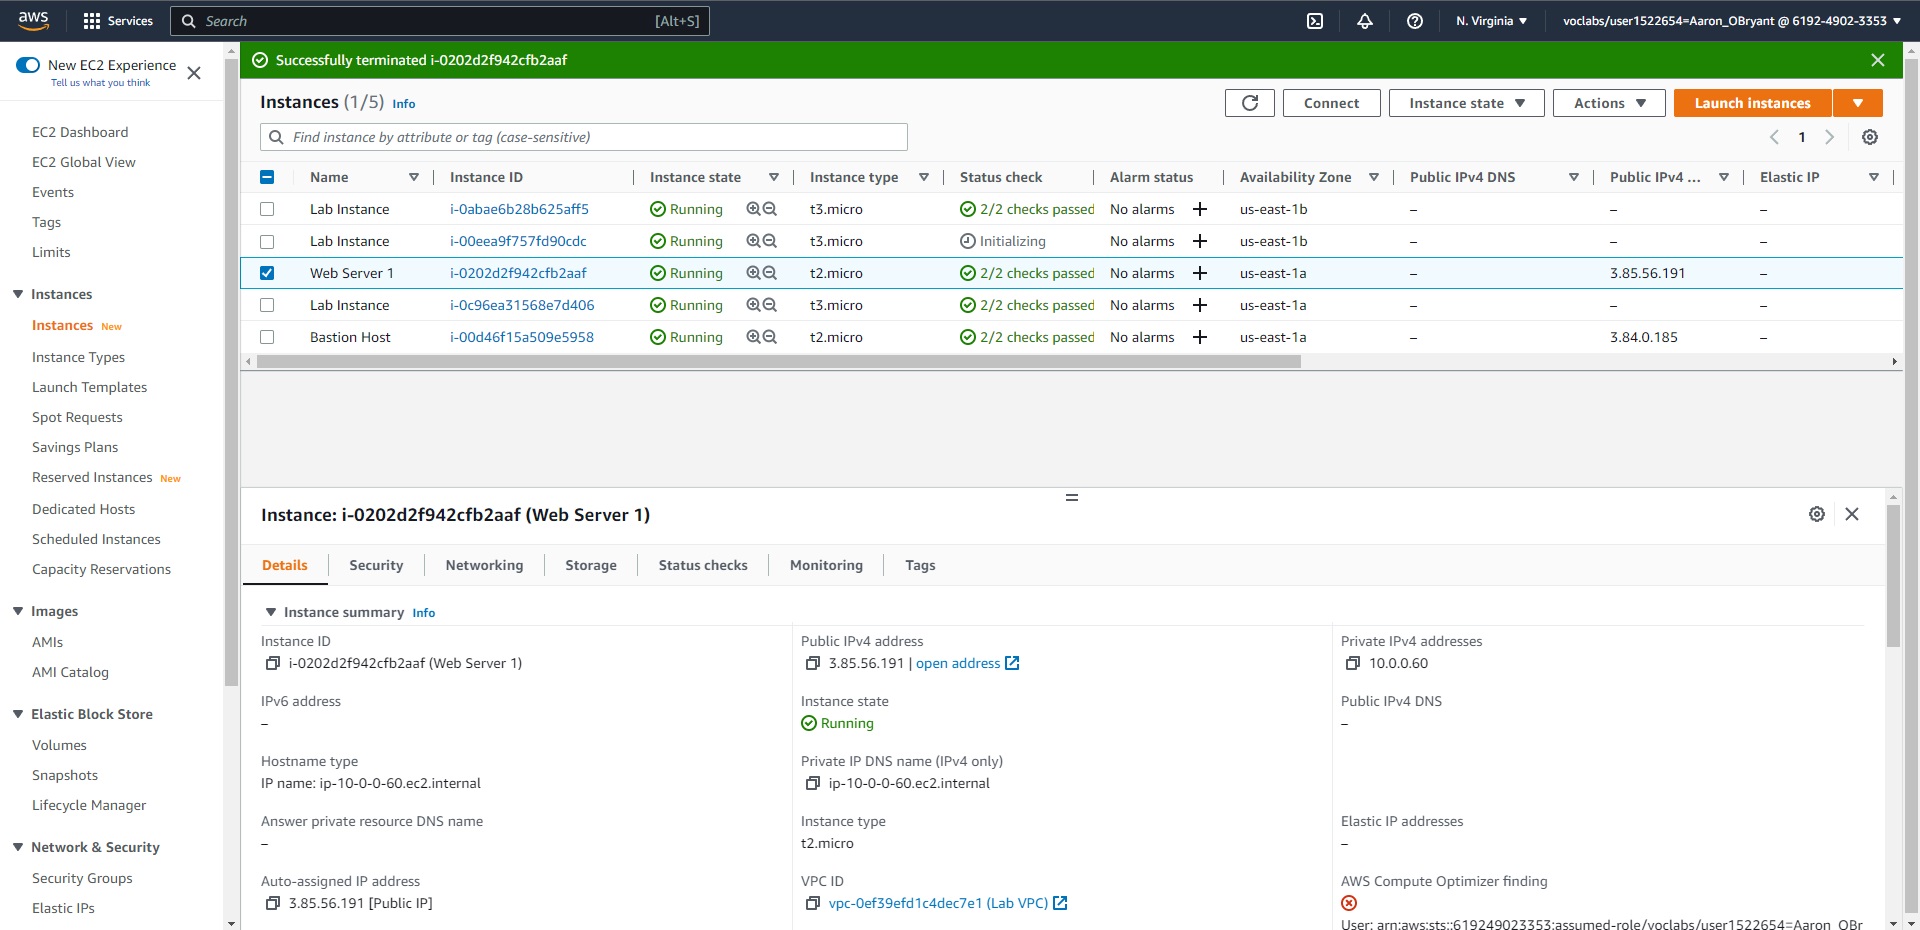 aws Services Search [Alt+S] N. Virginia voclabs/user1522654=Aaron_OBryant @ 6192-4902-3353
New EC2 Experience
Tell us what you think
EC2 Dashboard
EC2 Global View
Events
Tags
Limits
Instances
Instances New
Instance Types
Launch Templates
Spot Requests
Savings Plans
Reserved Instances New
Dedicated Hosts
Scheduled Instances
Capacity Reservations
Images
AMIs
AMI Catalog
Elastic Block Store
Volumes
Snapshots
Lifecycle Manager
Network & Security
Security Groups
Elastic IPs
Successfully terminated i-0202d2f942cfb2aaf
Instances (1/5) Info Connect Instance state Actions Launch instances
Find instance by attribute or tag (case-sensitive) 1
Name Instance ID Instance state Instance type Status check Alarm status Availability Zone Public IPv4 DNS Public IPv4 ... Elastic IP
Lab Instance i-0abae6b28b625aff5 Running t3.micro 2/2 checks passed No alarms us-east-1b – – –
Lab Instance i-00eea9f757fd90cdc Running t3.micro Initializing No alarms us-east-1b – – –
Web Server 1 i-0202d2f942cfb2aaf Running t2.micro 2/2 checks passed No alarms us-east-1a – 3.85.56.191 –
Lab Instance i-0c96ea31568e7d406 Running t3.micro 2/2 checks passed No alarms us-east-1a – – –
Bastion Host i-00d46f15a509e5958 Running t2.micro 2/2 checks passed No alarms us-east-1a – 3.84.0.185 –
Instance: i-0202d2f942cfb2aaf (Web Server 1)
Details Security Networking Storage Status checks Monitoring Tags
Instance summary Info
Instance ID Public IPv4 address Private IPv4 addresses
i-0202d2f942cfb2aaf (Web Server 1) 3.85.56.191 | open address 10.0.0.60
IPv6 address Instance state Public IPv4 DNS
– Running –
Hostname type Private IP DNS name (IPv4 only)
IP name: ip-10-0-0-60.ec2.internal ip-10-0-0-60.ec2.internal
Answer private resource DNS name Instance type Elastic IP addresses
– t2.micro –
Auto-assigned IP address VPC ID AWS Compute Optimizer finding
3.85.56.191 [Public IP] vpc-0ef39efd1c4dec7e1 (Lab VPC)
User: arn:aws:sts::619249023353:assumed-role/voclabs/user1522654=Aaron_OBr